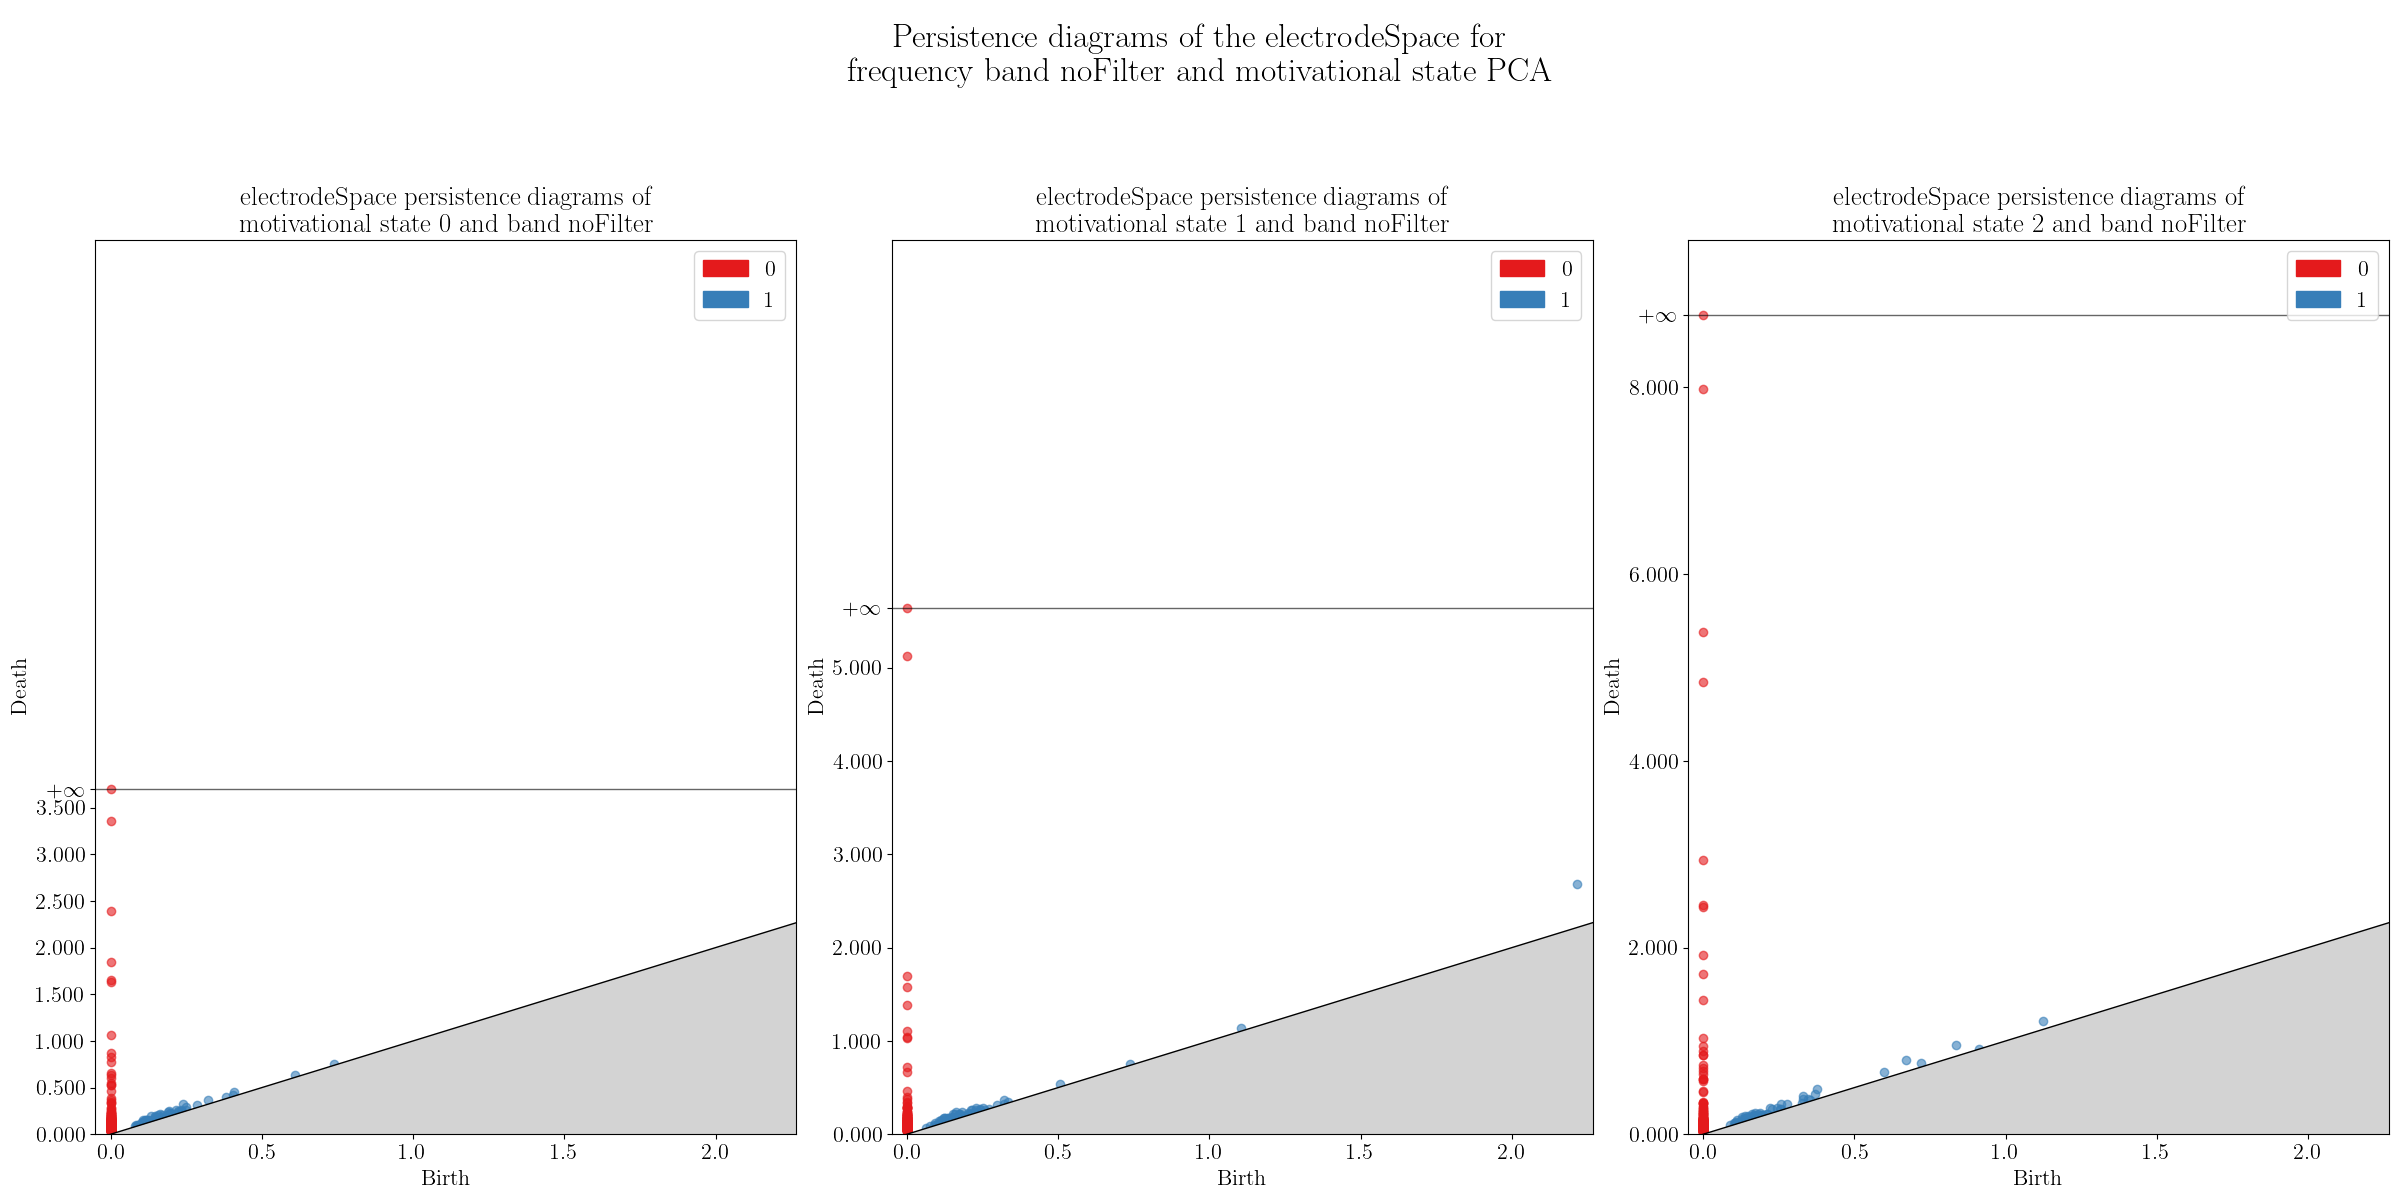 Persistence diagrams of the electrodeSpace for
frequency band noFilter and motivational state PCA
electrodeSpace persistence diagrams of
motivational state 0 and band noFilter
0
1
+∞
3.500
3.000
2.500
2.000
1.500
1.000
0.500
0.000
Death
0.0 0.5 1.0 1.5 2.0
Birth
electrodeSpace persistence diagrams of
motivational state 1 and band noFilter
0
1
+∞
5.000
4.000
3.000
2.000
1.000
0.000
Death
0.0 0.5 1.0 1.5 2.0
Birth
electrodeSpace persistence diagrams of
motivational state 2 and band noFilter
0
1
+∞
8.000
6.000
4.000
2.000
0.000
Death
0.0 0.5 1.0 1.5 2.0
Birth